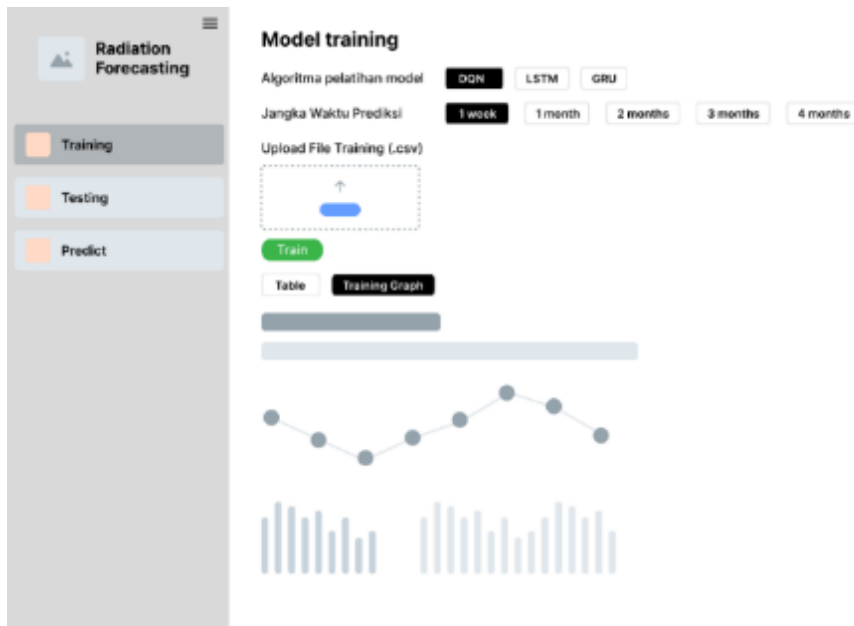 Radiation
Forecasting
Training
Testing
Predict
Model training
Algoritma pelatihan model DQN LSTM GRU
Jangka Waktu Prediksi 1 week 1 month 2 months 3 months 4 months
Upload File Training (.csv)
Train
Table Training Graph